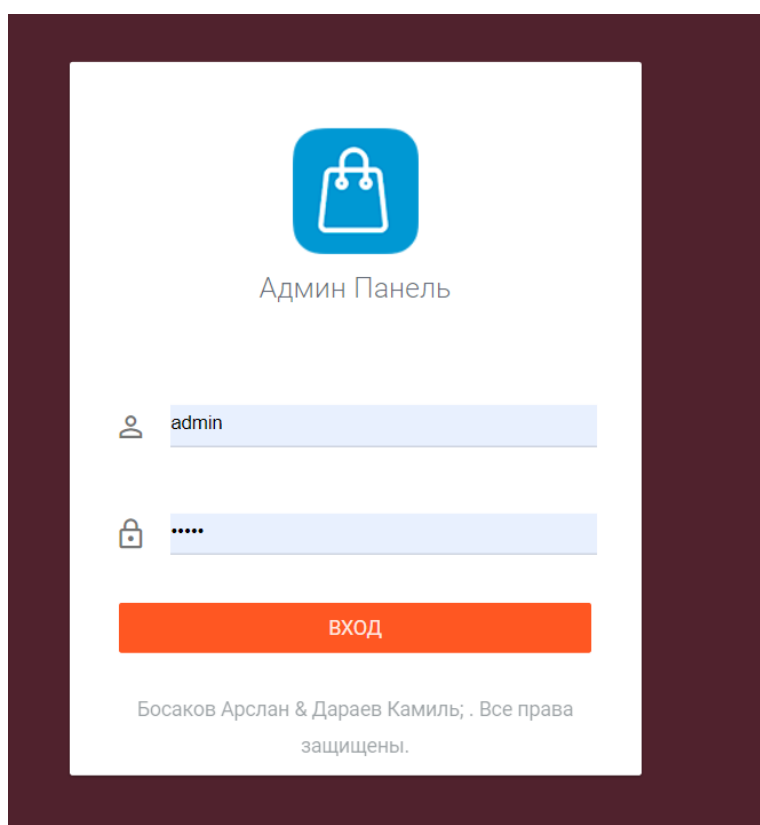 Админ Панель
admin
•••••
ВХОД
Босаков Арслан & Дараев Камиль; . Все права
защищены.